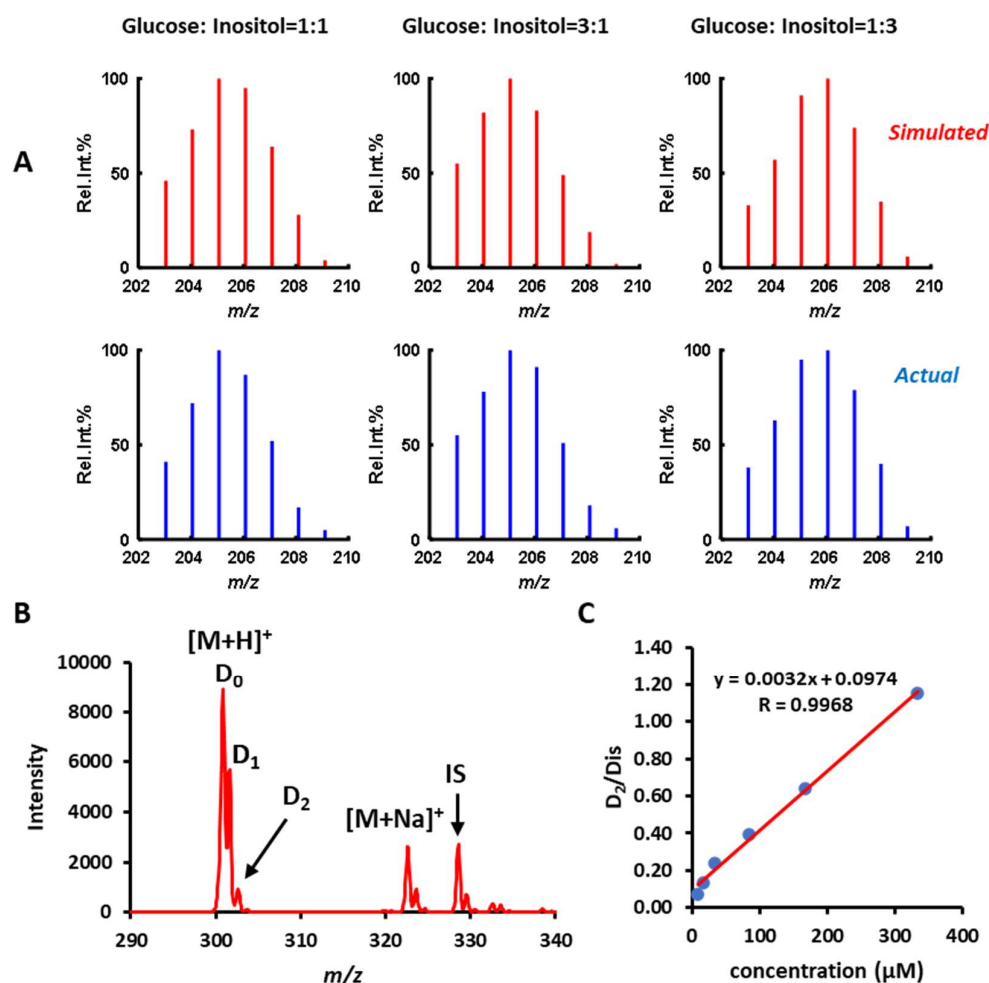 Glucose: Inositol=1:1
Glucose: Inositol=3:1
Glucose: Inositol=1:3
A
Rel.Int.%
100
50
0
202 204 206 208 210
m/z
Rel.Int.%
100
50
0
202 204 206 208 210
m/z
Rel.Int.%
100
50
0
202 204 206 208 210
m/z
Simulated
Rel.Int.%
100
50
0
202 204 206 208 210
m/z
Rel.Int.%
100
50
0
202 204 206 208 210
m/z
Rel.Int.%
100
50
0
202 204 206 208 210
m/z
Actual
B
[M+H]⁺
D₀
D₁
D₂
[M+Na]⁺
IS
Intensity
10000
8000
6000
4000
2000
0
290 300 310 320 330 340
m/z
C
y = 0.0032x + 0.0974
R = 0.9968
D₂/Dis
1.40
1.20
1.00
0.80
0.60
0.40
0.20
0.00
0 100 200 300 400
concentration (μM)